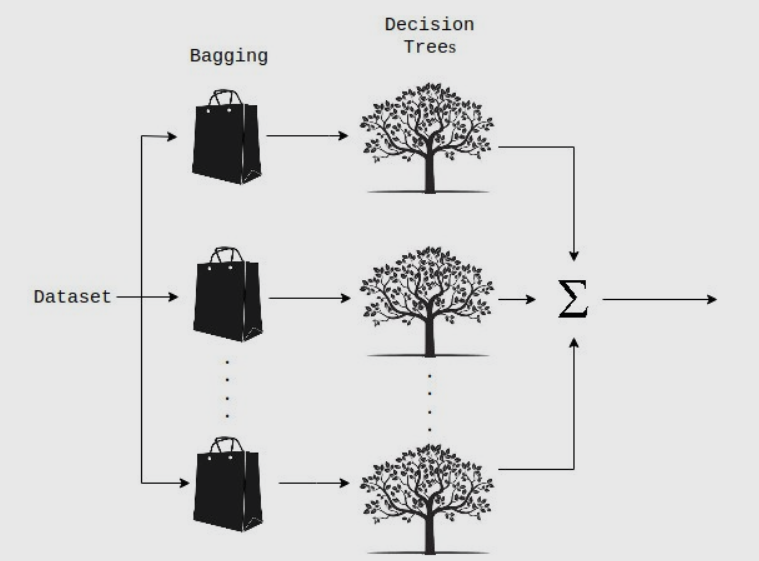 Decision
Trees
Bagging
Dataset
Σ